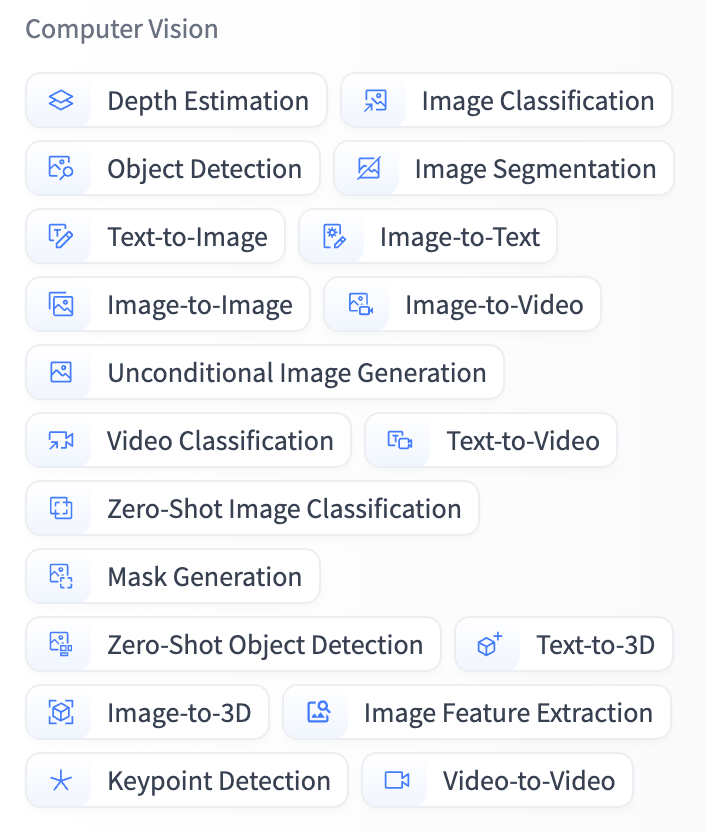 Computer Vision
Depth Estimation Image Classification
Object Detection Image Segmentation
Text-to-Image Image-to-Text
Image-to-Image Image-to-Video
Unconditional Image Generation
Video Classification Text-to-Video
Zero-Shot Image Classification
Mask Generation
Zero-Shot Object Detection Text-to-3D
Image-to-3D Image Feature Extraction
Keypoint Detection Video-to-Video